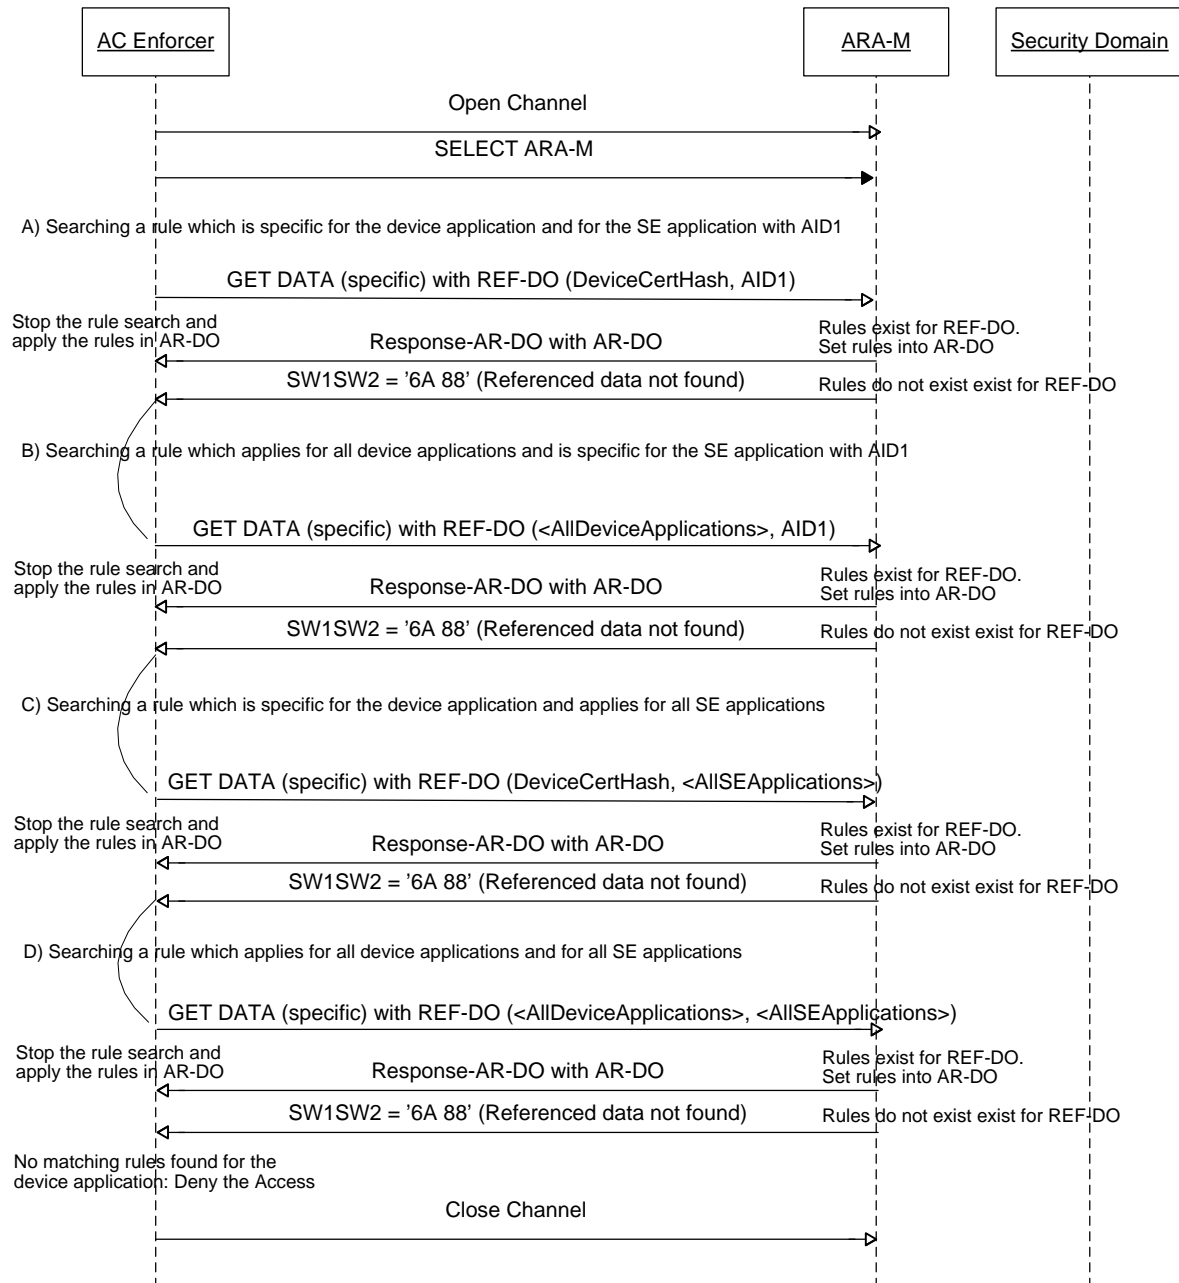 AC Enforcer
ARA-M
Security Domain
Open Channel
SELECT ARA-M
A) Searching a rule which is specific for the device application and for the SE application with AID1
GET DATA (specific) with REF-DO (DeviceCertHash, AID1)
Stop the rule search and
apply the rules in AR-DO
Response-AR-DO with AR-DO
Rules exist for REF-DO.
Set rules into AR-DO
SW1SW2 = '6A 88' (Referenced data not found)
Rules do not exist exist for REF-DO
B) Searching a rule which applies for all device applications and is specific for the SE application with AID1
GET DATA (specific) with REF-DO (<AllDeviceApplications>, AID1)
Stop the rule search and
apply the rules in AR-DO
Response-AR-DO with AR-DO
Rules exist for REF-DO.
Set rules into AR-DO
SW1SW2 = '6A 88' (Referenced data not found)
Rules do not exist exist for REF-DO
C) Searching a rule which is specific for the device application and applies for all SE applications
GET DATA (specific) with REF-DO (DeviceCertHash, <AllSEApplications>)
Stop the rule search and
apply the rules in AR-DO
Response-AR-DO with AR-DO
Rules exist for REF-DO.
Set rules into AR-DO
SW1SW2 = '6A 88' (Referenced data not found)
Rules do not exist exist for REF-DO
D) Searching a rule which applies for all device applications and for all SE applications
GET DATA (specific) with REF-DO (<AllDeviceApplications>, <AllSEApplications>)
Stop the rule search and
apply the rules in AR-DO
Response-AR-DO with AR-DO
Rules exist for REF-DO.
Set rules into AR-DO
SW1SW2 = '6A 88' (Referenced data not found)
Rules do not exist exist for REF-DO
No matching rules found for the
device application: Deny the Access
Close Channel